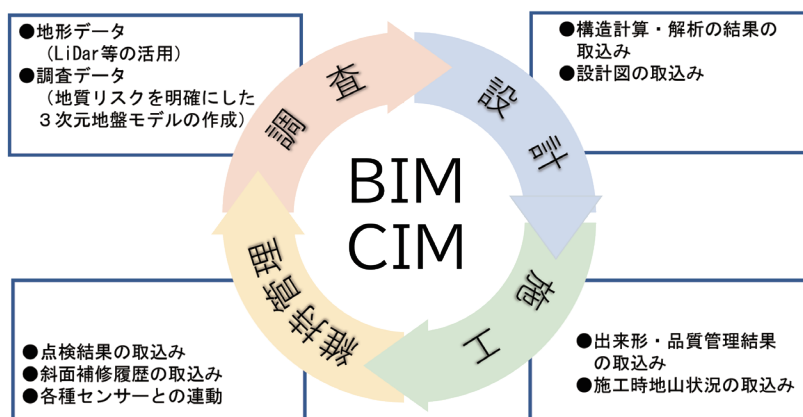 ●地形データ
（LiDar等の活用）
●調査データ
（地質リスクを明確にした
３次元地盤モデルの作成）
●構造計算・解析の結果の
取込み
●設計図の取込み
調査
設計
BIM
CIM
維持管理
施工
●点検結果の取込み
●斜面補修履歴の取込み
●各種センサーとの連動
●出来形・品質管理結果
の取込み
●施工時地山状況の取込み